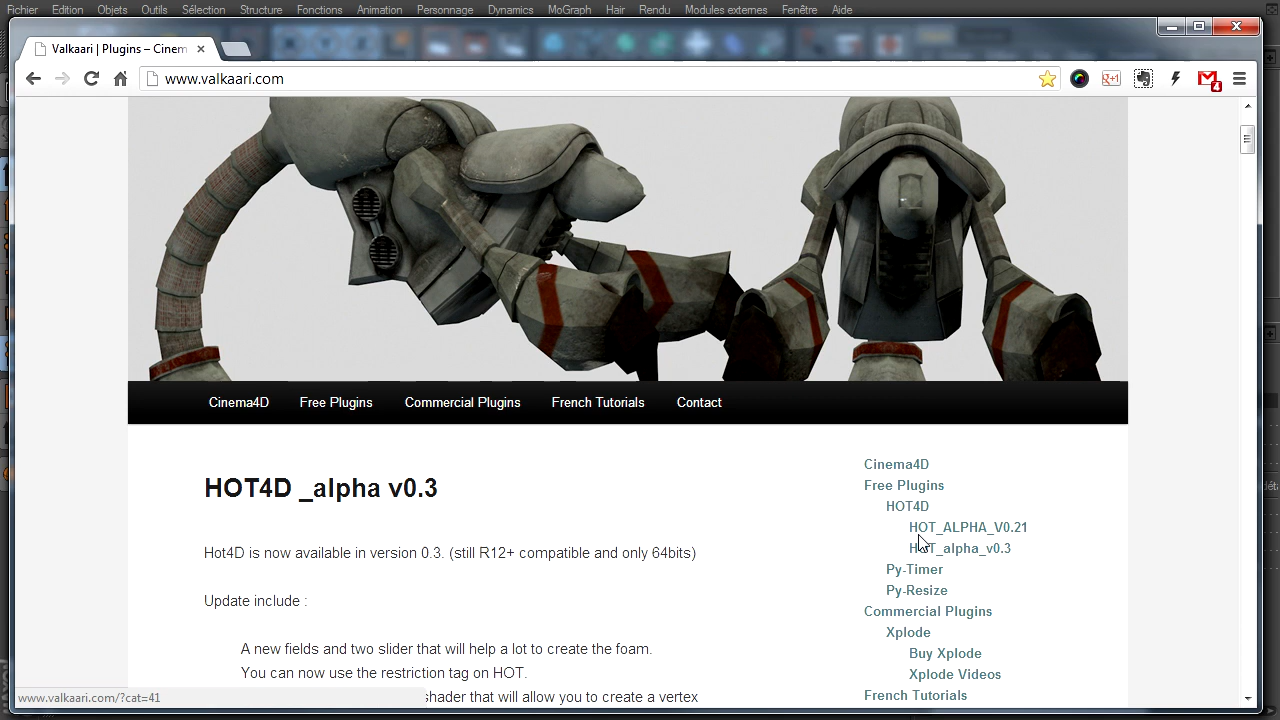 Fichier Edition Objets Outils Sélection Structure Fonctions Animation Personnage Dynamics MoGraph Hair Rendu Modules externes Fenêtre Aide
Valkaari | Plugins – Cinem
www.valkaari.com
g+1
4
Cinema4D Free Plugins Commercial Plugins French Tutorials Contact
HOT4D _alpha v0.3
Hot4D is now available in version 0.3. (still R12+ compatible and only 64bits)
Update include :
A new fields and two slider that will help a lot to create the foam.
You can now use the restriction tag on HOT.
shader that will allow you to create a vertex
Cinema4D
Free Plugins
HOT4D
HOT_ALPHA_V0.21
HOT_alpha_v0.3
Py-Timer
Py-Resize
Commercial Plugins
Xplode
Buy Xplode
Xplode Videos
French Tutorials
www.valkaari.com/?cat=41